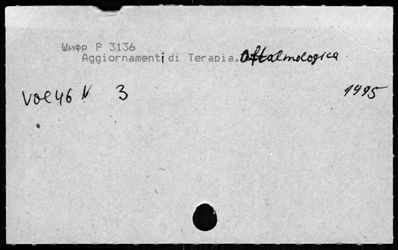 Шифр Р 3136
Aggiornamenti di Terapia. Oftalmologica
Vol 46 N 3 1995